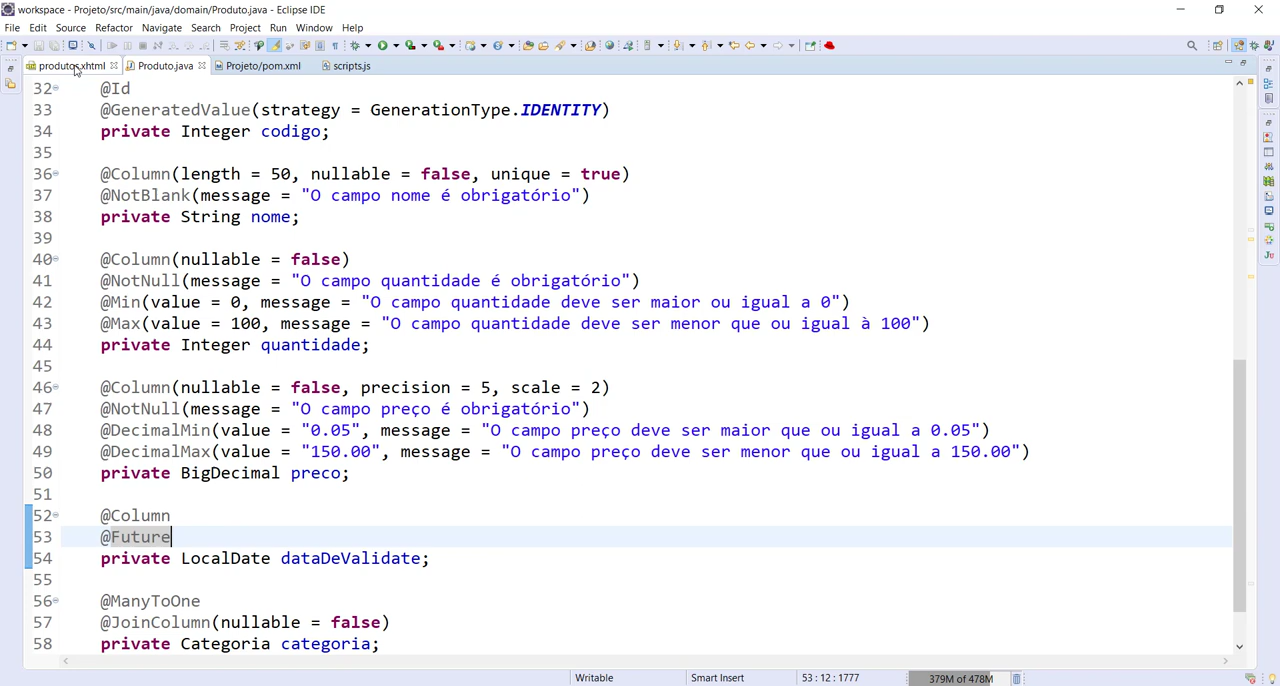 workspace - Projeto/src/main/java/domain/Produto.java - Eclipse IDE
File Edit Source Refactor Navigate Search Project Run Window Help
produtos.xhtml Produto.java Projeto/pom.xml scripts.js
32 @Id
33 @GeneratedValue(strategy = GenerationType.IDENTITY)
34 private Integer codigo;
35
36 @Column(length = 50, nullable = false, unique = true)
37 @NotBlank(message = "O campo nome é obrigatório")
38 private String nome;
39
40 @Column(nullable = false)
41 @NotNull(message = "O campo quantidade é obrigatório")
42 @Min(value = 0, message = "O campo quantidade deve ser maior ou igual a 0")
43 @Max(value = 100, message = "O campo quantidade deve ser menor que ou igual à 100")
44 private Integer quantidade;
45
46 @Column(nullable = false, precision = 5, scale = 2)
47 @NotNull(message = "O campo preço é obrigatório")
48 @DecimalMin(value = "0.05", message = "O campo preço deve ser maior que ou igual a 0.05")
49 @DecimalMax(value = "150.00", message = "O campo preço deve ser menor que ou igual a 150.00")
50 private BigDecimal preco;
51
52 @Column
53 @Future
54 private LocalDate dataDeValidate;
55
56 @ManyToOne
57 @JoinColumn(nullable = false)
58 private Categoria categoria;
Writable Smart Insert 53 : 12 : 1777 379M of 478M